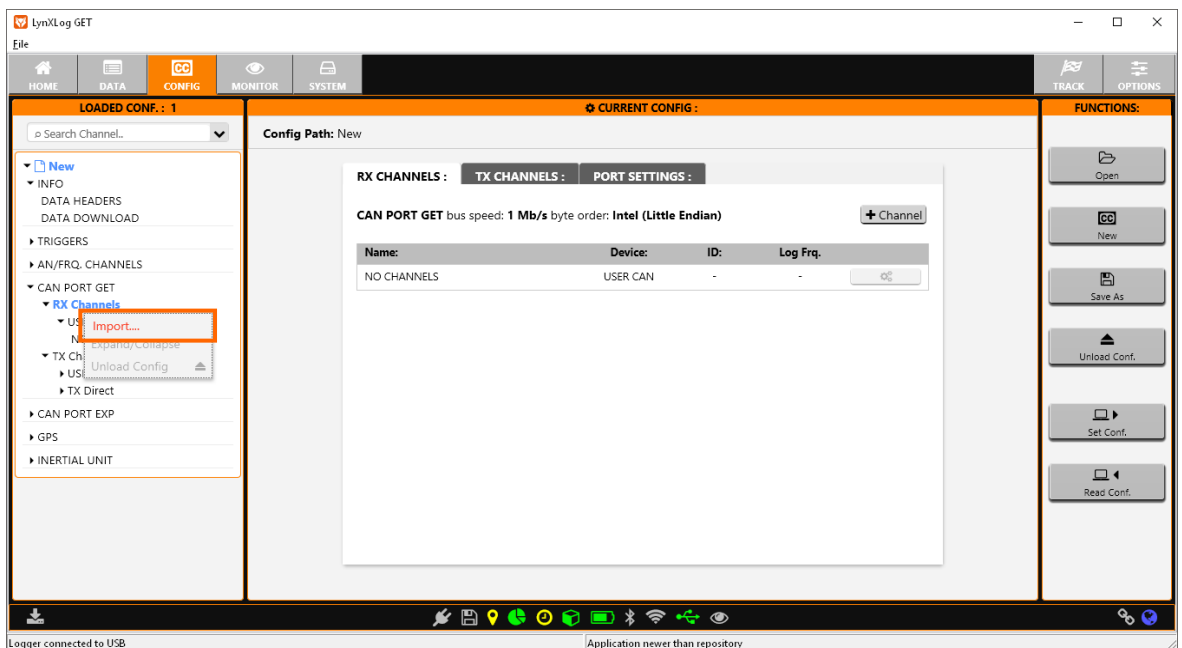 LynXLog GET
File
HOME DATA CONFIG MONITOR SYSTEM TRACK OPTIONS
LOADED CONF. : 1
CURRENT CONFIG :
FUNCTIONS:
Search Channel..
Config Path: New
New
INFO
DATA HEADERS
DATA DOWNLOAD
TRIGGERS
AN/FRQ. CHANNELS
CAN PORT GET
RX Channels
US
N
TX Ch
US
TX Direct
CAN PORT EXP
GPS
INERTIAL UNIT
Import....
Expand/Collapse
Unload Config
RX CHANNELS : TX CHANNELS : PORT SETTINGS :
CAN PORT GET bus speed: 1 Mb/s byte order: Intel (Little Endian)
+ Channel
Name: Device: ID: Log Frq.
NO CHANNELS USER CAN - -
Open
CC
New
Save As
Unload Conf.
Set Conf.
Read Conf.
Logger connected to USB
Application newer than repository